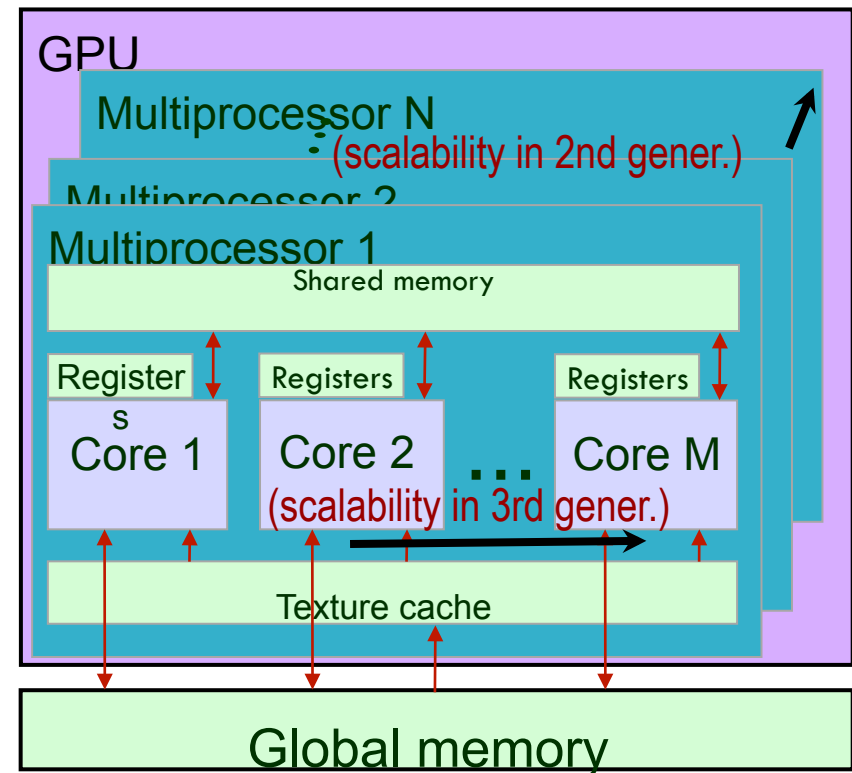 GPU
Multiprocessor N
(scalability in 2nd gener.)
Multiprocessor 2
Multiprocessor 1
Shared memory
Register
s
Registers
Registers
Core 1
Core 2
...
Core M
(scalability in 3rd gener.)
Texture cache
Global memory